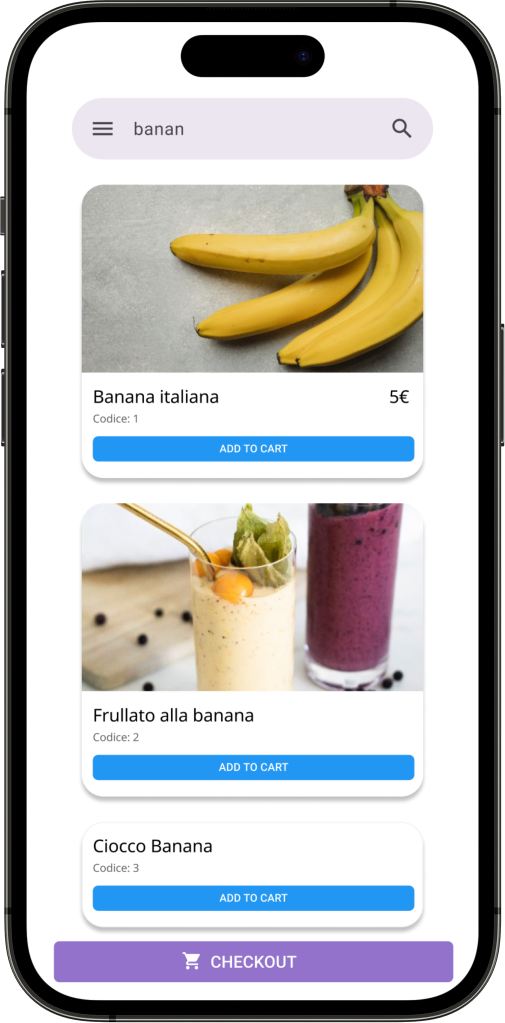 banan
Banana italiana 5€
Codice: 1
ADD TO CART
Frullato alla banana
Codice: 2
ADD TO CART
Ciocco Banana
Codice: 3
ADD TO CART
CHECKOUT